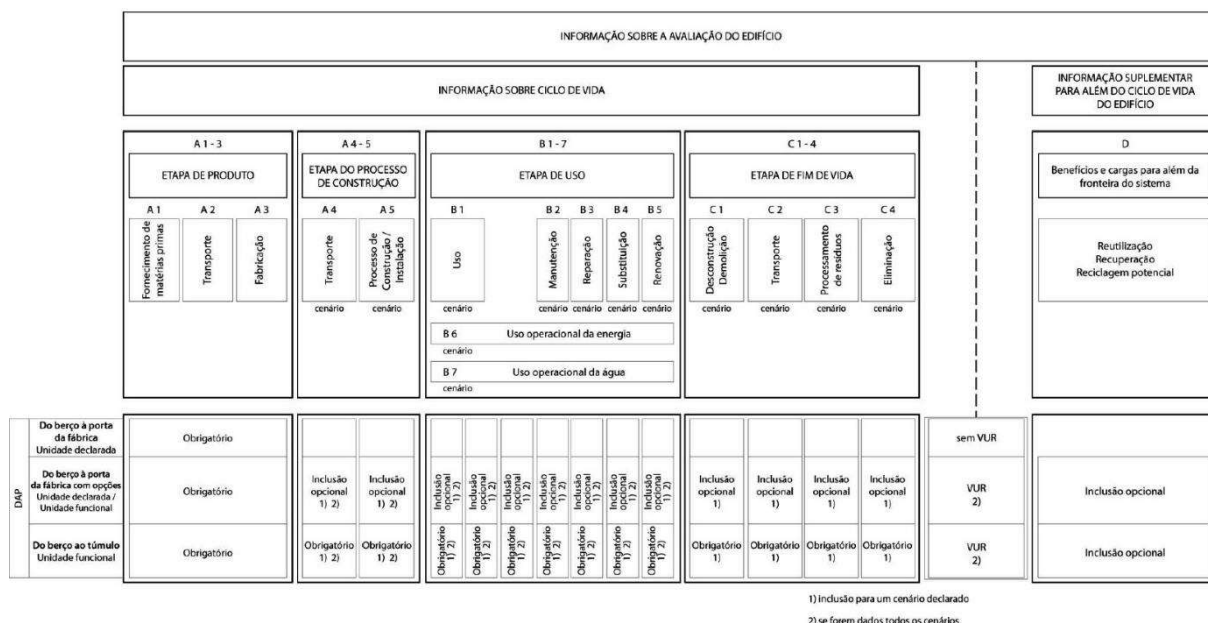 INFORMAÇÃO SOBRE A AVALIAÇÃO DO EDIFÍCIO
INFORMAÇÃO SOBRE CICLO DE VIDA
INFORMAÇÃO SUPLEMENTAR
PARA ALÉM DO CICLO DE VIDA
DO EDIFÍCIO
A 1 - 3
ETAPA DE PRODUTO
A 4 - 5
ETAPA DO PROCESSO
DE CONSTRUÇÃO
B 1 - 7
ETAPA DE USO
C 1 - 4
ETAPA DE FIM DE VIDA
D
Benefícios e cargas para além da
fronteira do sistema
A 1
Fornecimento de
matérias primas
A 2
Transporte
A 3
Fabricação
A 4
Transporte
cenário
A 5
Processo de
Construção /
Instalação
cenário
B 1
Uso
cenário
B 2
Manutenção
cenário
B 3
Reparação
cenário
B 4
Substituição
cenário
B 5
Renovação
cenário
B 6 Uso operacional da energia
cenário
B 7 Uso operacional da água
cenário
C 1
Desconstrução
Demolição
cenário
C 2
Transporte
cenário
C 3
Processamento
de resíduos
cenário
C 4
Eliminação
cenário
Reutilização
Recuperação
Reciclagem potencial
DAP
Do berço à porta
da fábrica
Unidade declarada
Obrigatório
sem VUR
Do berço à porta
da fábrica com opções
Unidade declarada /
Unidade funcional
Obrigatório
Inclusão
opcional
1) 2)
Inclusão
opcional
1) 2)
Inclusão
opcional
1) 2)
Inclusão
opcional
1) 2)
Inclusão
opcional
1) 2)
Inclusão
opcional
1) 2)
Inclusão
opcional
1) 2)
Inclusão
opcional
1) 2)
Inclusão
opcional
1) 2)
Inclusão
opcional
1)
Inclusão
opcional
1)
Inclusão
opcional
1)
Inclusão
opcional
1)
VUR
2)
Inclusão opcional
Do berço ao túmulo
Unidade funcional
Obrigatório
Obrigatório
1) 2)
Obrigatório
1) 2)
Obrigatório
1) 2)
Obrigatório
1) 2)
Obrigatório
1) 2)
Obrigatório
1) 2)
Obrigatório
1) 2)
Obrigatório
1) 2)
Obrigatório
1) 2)
Obrigatório
1)
Obrigatório
1)
Obrigatório
1)
Obrigatório
1)
VUR
2)
Inclusão opcional
1) inclusão para um cenário declarado
2) se forem dados todos os cenários